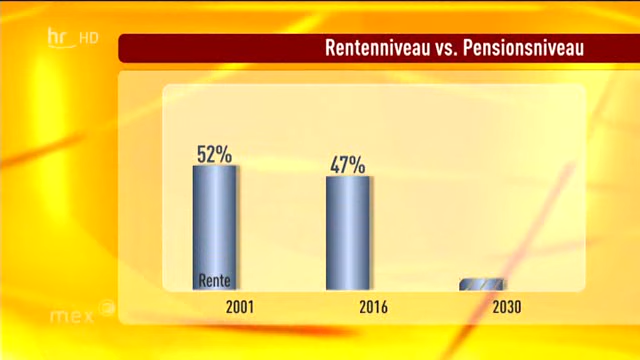 hr HD
Rentenniveau vs. Pensionsniveau
52%
47%
Rente
2001
2016
2030
mex